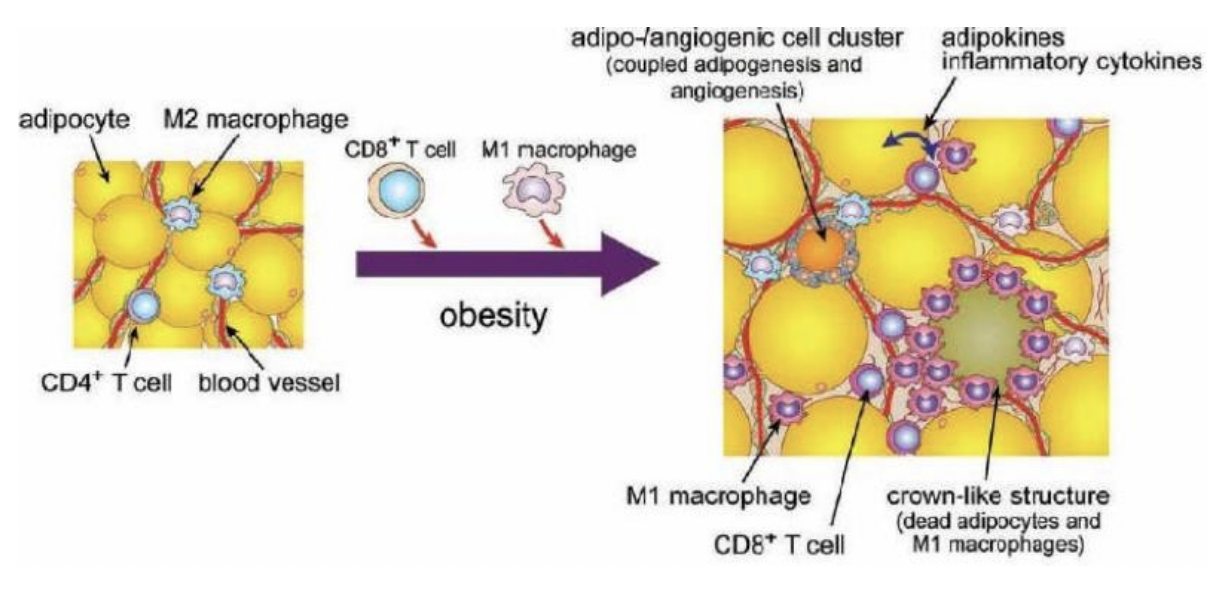 adipo-/angiogenic cell cluster
(coupled adipogenesis and
angiogenesis)
adipokines
inflammatory cytokines
adipocyte
M2 macrophage
CD8⁺ T cell
M1 macrophage
obesity
CD4⁺ T cell
blood vessel
M1 macrophage
CD8⁺ T cell
crown-like structure
(dead adipocytes and
M1 macrophages)